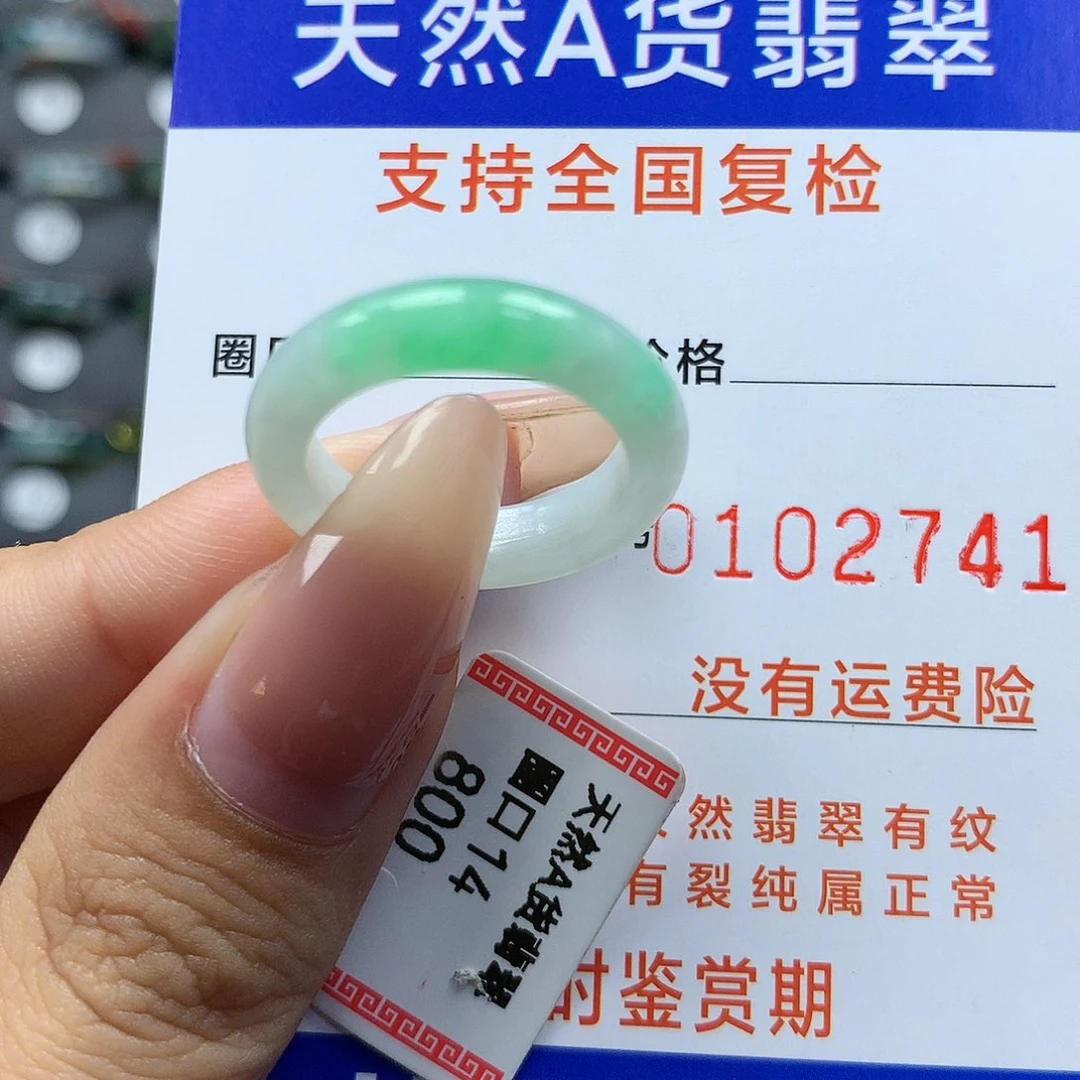 天然A货翡翠
支持全国复检
圈
价格
0102741
没有运费险
然翡翠有纹
有裂纯属正常
时鉴赏期
天然A货翡翠
圈口14
800